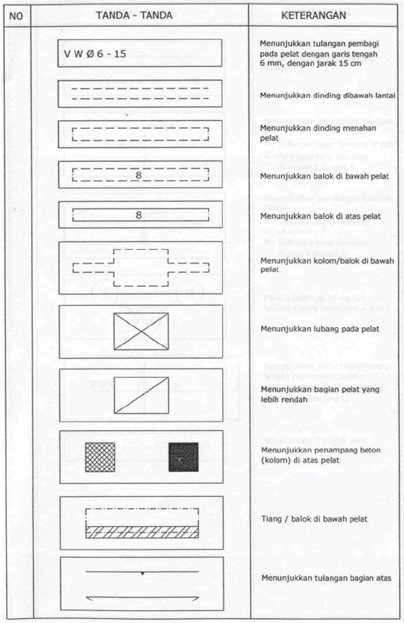 NO TANDA - TANDA KETERANGAN
V W Ø 6 - 15
Menunjukkan tulangan pembagi
pada pelat dengan garis tengah
6 mm, dengan jarak 15 cm
Menunjukkan dinding dibawah lantai
Menunjukkan dinding menahan
pelat
8
Menunjukkan balok di bawah pelat
8
Menunjukkan balok di atas pelat
Menunjukkan kolom/balok di bawah
pelat
Menunjukkan lubang pada pelat
Menunjukkan bagian pelat yang
lebih rendah
Menunjukkan penampang beton
(kolom) di atas pelat
Tiang / balok di bawah pelat
Menunjukkan tulangan bagian atas